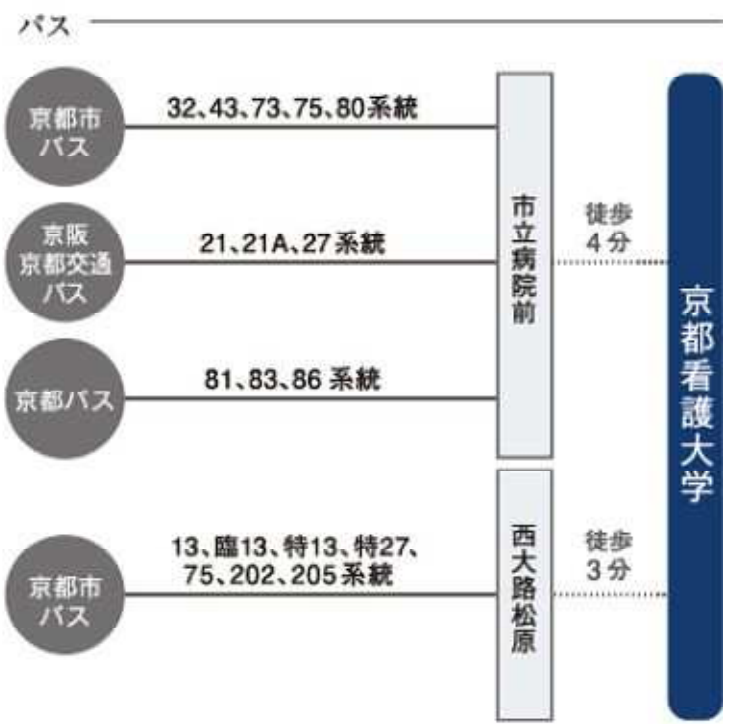 バス
京都市
バス
32、43、73、75、80系統
京阪
京都交通
バス
21、21A、27系統
京都バス
81、83、86 系統
市立病院前
徒歩
4分
京都市
バス
13、臨13、特13、特27、
75、202、205系統
西大路松原
徒歩
3分
京都看護大学